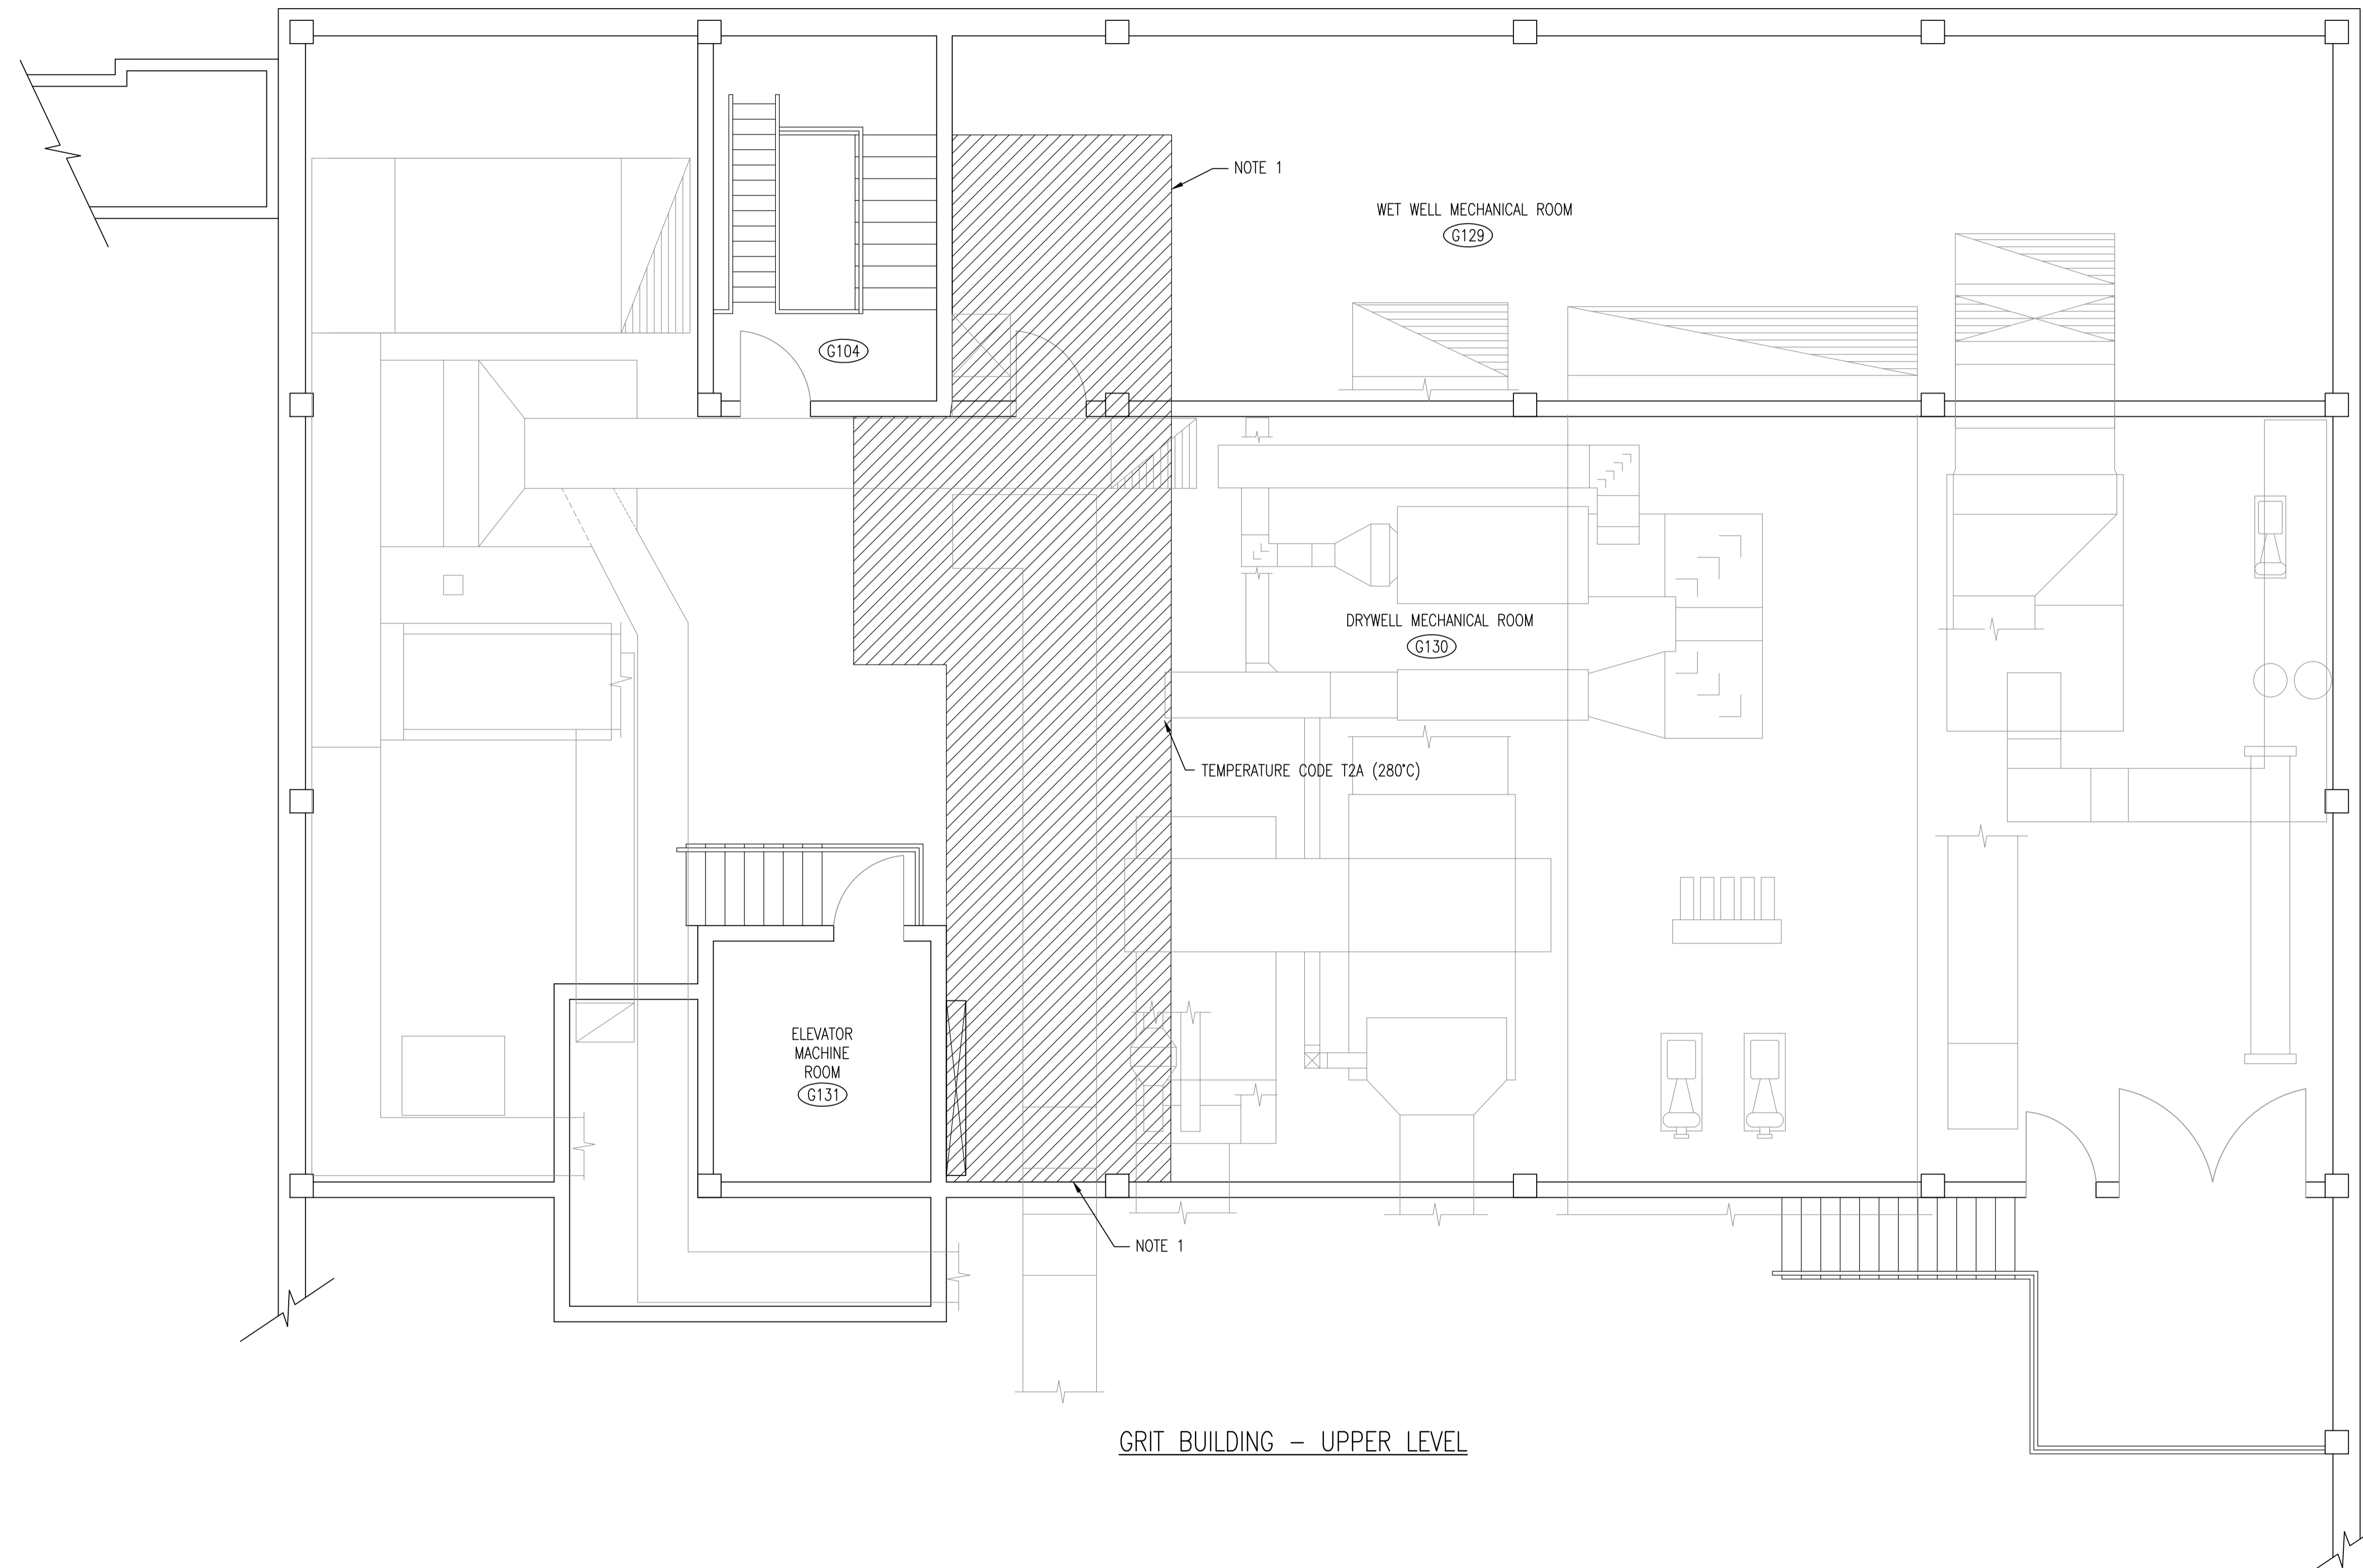 NOTE 1
WET WELL MECHANICAL ROOM
G129
G104
DRYWELL MECHANICAL ROOM
G130
TEMPERATURE CODE T2A (280°C)
ELEVATOR
MACHINE
ROOM
G131
NOTE 1
GRIT BUILDING – UPPER LEVEL